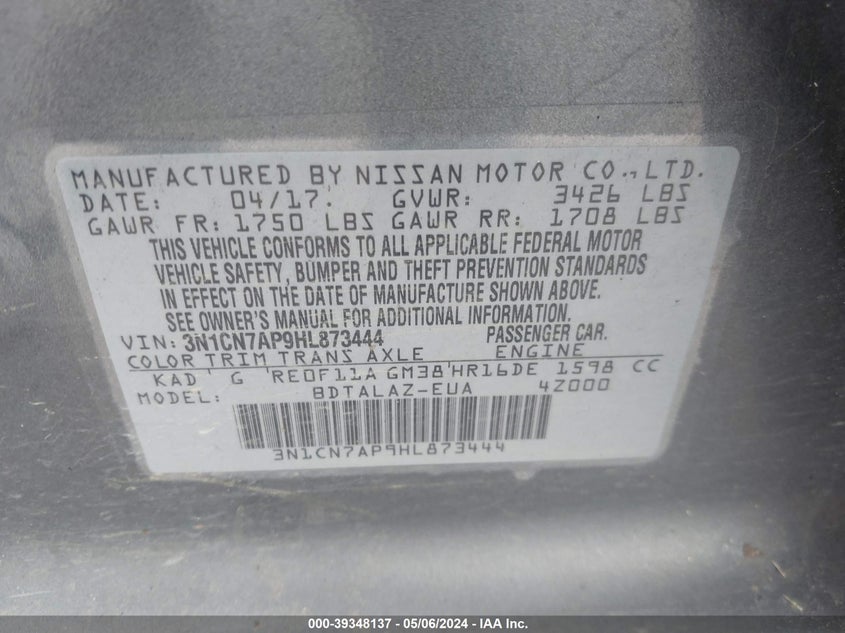 MANUFACTURED BY NISSAN MOTOR CO., LTD.
DATE: 04/17. GVWR: 3426 LBS
GAWR FR: 1750 LBS GAWR RR: 1708 LBS
THIS VEHICLE CONFORMS TO ALL APPLICABLE FEDERAL MOTOR
VEHICLE SAFETY, BUMPER AND THEFT PREVENTION STANDARDS
IN EFFECT ON THE DATE OF MANUFACTURE SHOWN ABOVE.
SEE OWNER'S MANUAL FOR ADDITIONAL INFORMATION.
VIN: 3N1CN7AP9HL873444 PASSENGER CAR.
COLOR TRIM TRANS AXLE ENGINE
KAD ' G 'RE0F11A GM38'HR16DE 1598 CC
MODEL: BDTALAZ-EUA 4Z000
3N1CN7AP9HL873444
000-39348137 - 05/06/2024 - IAA Inc.